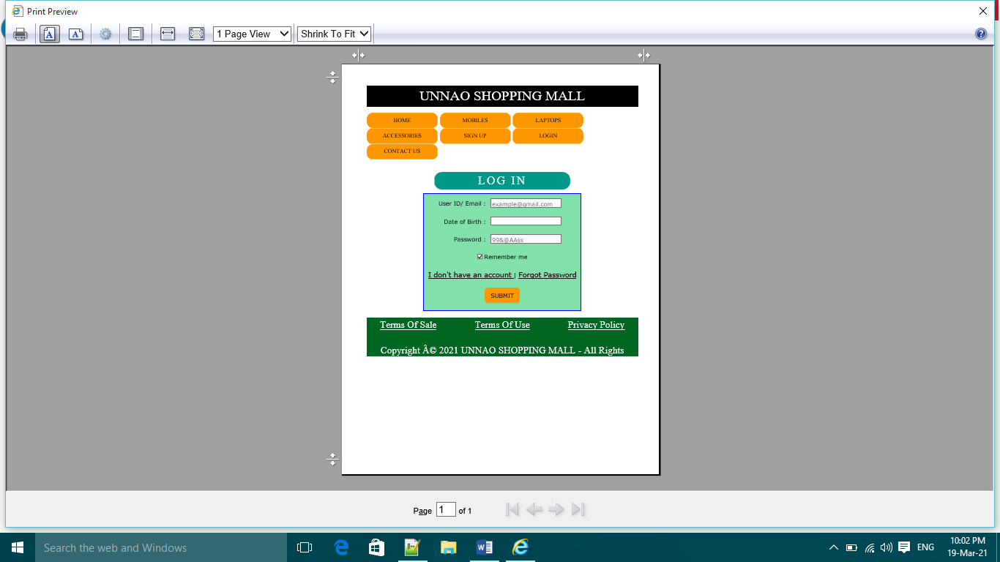 Print Preview
1 Page View
Shrink To Fit
UNNAO SHOPPING MALL
HOME MOBILES LAPTOPS
ACCESSORIES SIGN UP LOGIN
CONTACT US
LOG IN
User ID/ Email : example@gmail.com
Date of Birth :
Password : 99&@AAss
Remember me
I don't have an account | Forgot Password
SUBMIT
Terms Of Sale Terms Of Use Privacy Policy
Copyright Â© 2021 UNNAO SHOPPING MALL - All Rights
Page 1 of 1
Search the web and Windows
ENG
10:02 PM
19-Mar-21